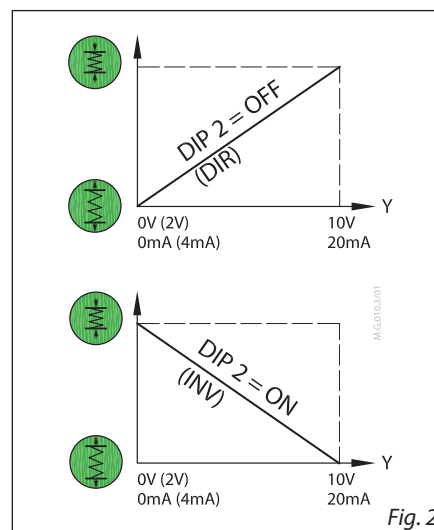 DIP 2 = OFF
(DIR)
Y
0V (2V) 10V
0mA (4mA) 20mA
M.G.010.3/01
DIP 2 = ON
(INV)
Y
0V (2V) 10V
0mA (4mA) 20mA
Fig. 2